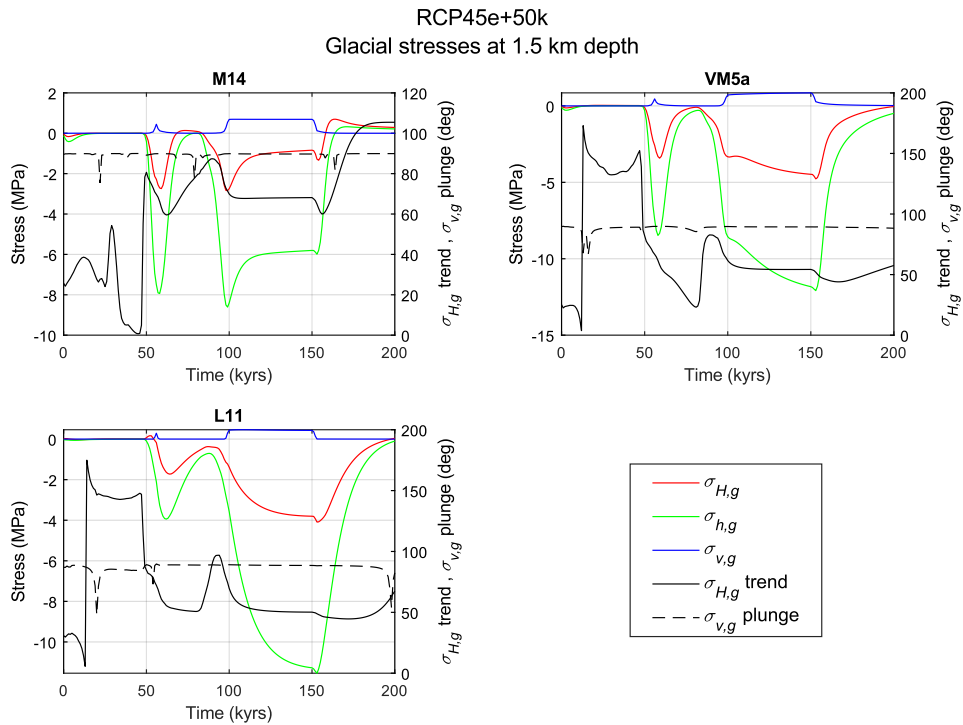 RCP45e+50k
Glacial stresses at 1.5 km depth
M14
Stress (MPa)
2
0
-2
-4
-6
-8
-10
0 50 100 150 200
Time (kyrs)
120
100
80
60
40
20
0
σH,g trend , σv,g plunge (deg)
VM5a
Stress (MPa)
0
-5
-10
-15
0 50 100 150 200
Time (kyrs)
200
150
100
50
0
σH,g trend , σv,g plunge (deg)
L11
Stress (MPa)
0
-2
-4
-6
-8
-10
0 50 100 150 200
Time (kyrs)
200
150
100
50
0
σH,g trend , σv,g plunge (deg)
σH,g
σh,g
σv,g
σH,g trend
σv,g plunge